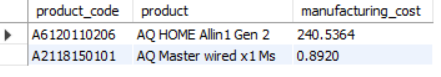 product_code product manufacturing_cost
A6120110206 AQ HOME Allin1 Gen 2 240.5364
A2118150101 AQ Master wired x1 Ms 0.8920